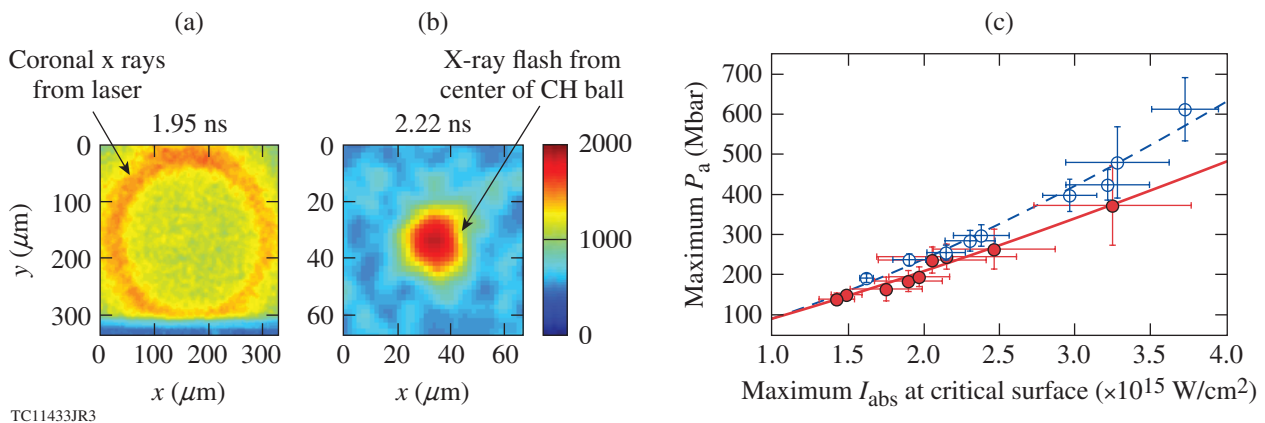 (a)
(b)
(c)
Coronal x rays
from laser
X-ray flash from
center of CH ball
1.95 ns
2.22 ns
0
100
200
300
y (μm)
0 100 200 300
x (μm)
0
20
40
60
0 20 40 60
x (μm)
2000
1000
0
Maximum Pa (Mbar)
700
600
500
400
300
200
100
1.0 1.5 2.0 2.5 3.0 3.5 4.0
Maximum Iabs at critical surface (×10¹⁵ W/cm²)
TC11433JR3